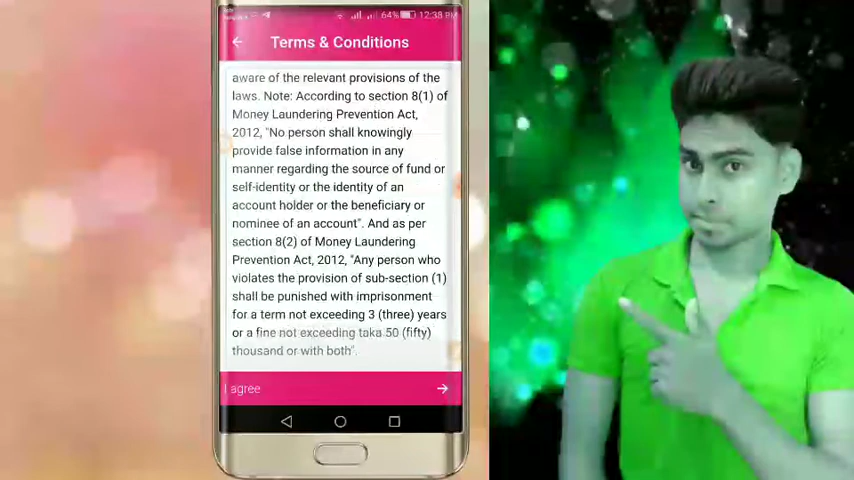 64% 12:38 PM
Terms & Conditions
aware of the relevant provisions of the
laws. Note: According to section 8(1) of
Money Laundering Prevention Act,
2012, "No person shall knowingly
provide false information in any
manner regarding the source of fund or
self-identity or the identity of an
account holder or the beneficiary or
nominee of an account". And as per
section 8(2) of Money Laundering
Prevention Act, 2012, "Any person who
violates the provision of sub-section (1)
shall be punished with imprisonment
for a term not exceeding 3 (three) years
or a fine not exceeding taka 50 (fifty)
thousand or with both".
I agree